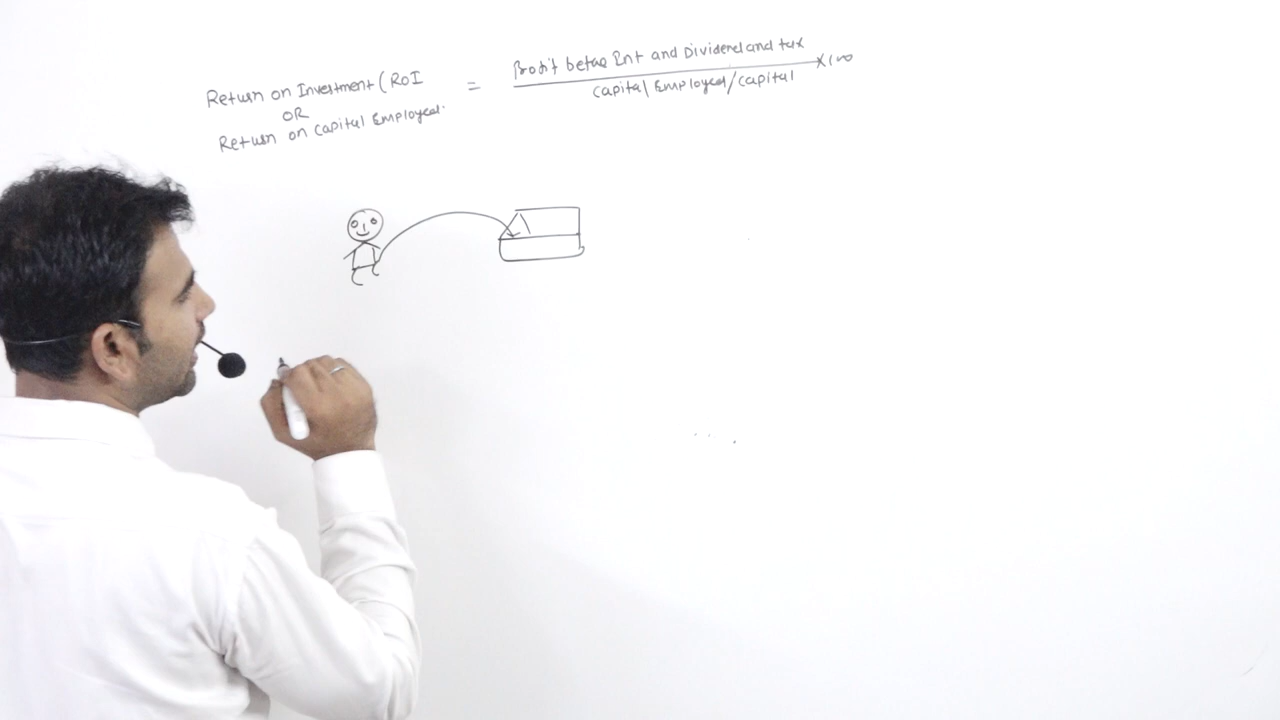 Return on Investment (RoI
OR
Return on Capital Employed.
=
Profit before Int and Dividend and tax
Capital Employed/Capital
×100